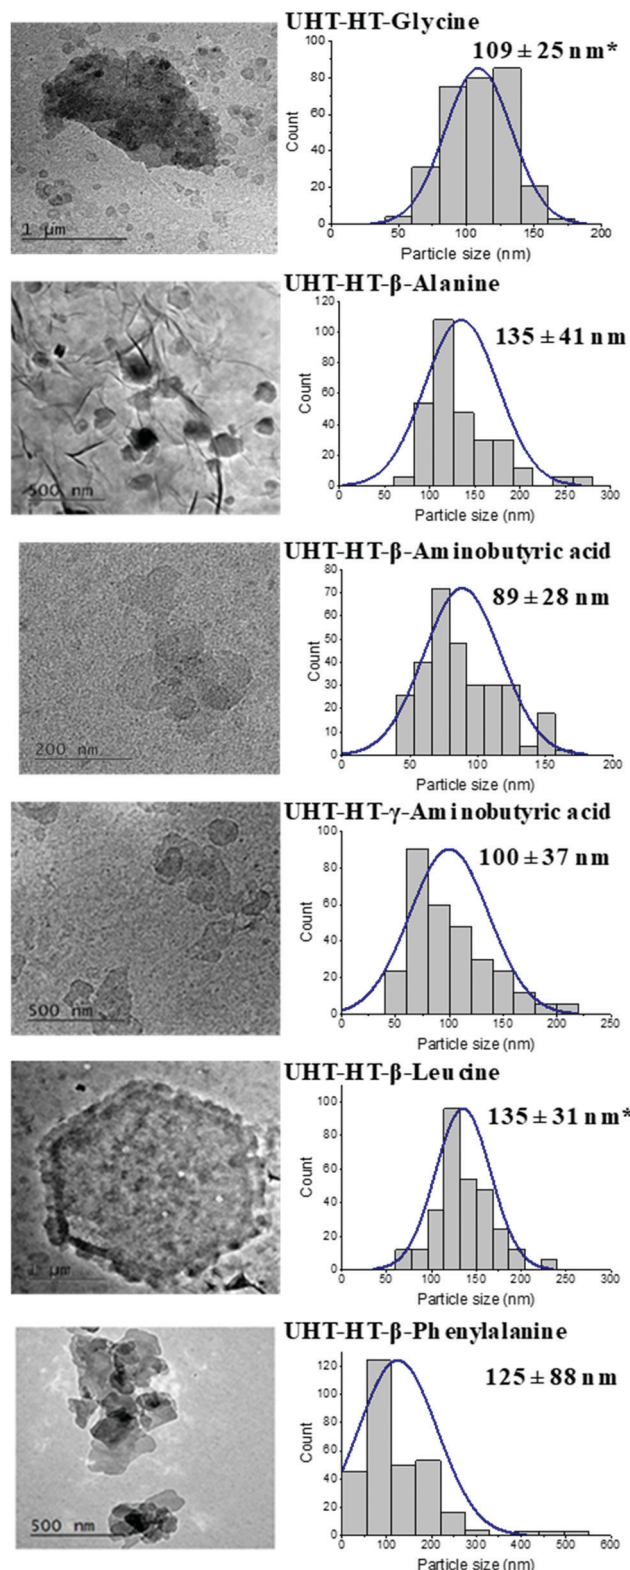 UHT-HT-Glycine
109 ± 25 nm*
100
80
60
40
20
0
Count
50
100
150
200
Particle size (nm)
1 µm
UHT-HT-β-Alanine
135 ± 41 nm
120
100
80
60
40
20
0
Count
0
50
100
150
200
250
300
Particle size (nm)
500 nm
UHT-HT-β-Aminobutyric acid
89 ± 28 nm
80
70
60
50
40
30
20
10
0
Count
0
50
100
150
200
Particle size (nm)
200 nm
UHT-HT-γ-Aminobutyric acid
100 ± 37 nm
100
80
60
40
20
0
Count
0
50
100
150
200
250
Particle size (nm)
500 nm
UHT-HT-β-Leucine
135 ± 31 nm*
100
80
60
40
20
0
Count
0
50
100
150
200
250
300
Particle size (nm)
1 µm
UHT-HT-β-Phenylalanine
125 ± 88 nm
120
100
80
60
40
20
0
Count
0
100
200
300
400
500
600
Particle size (nm)
500 nm